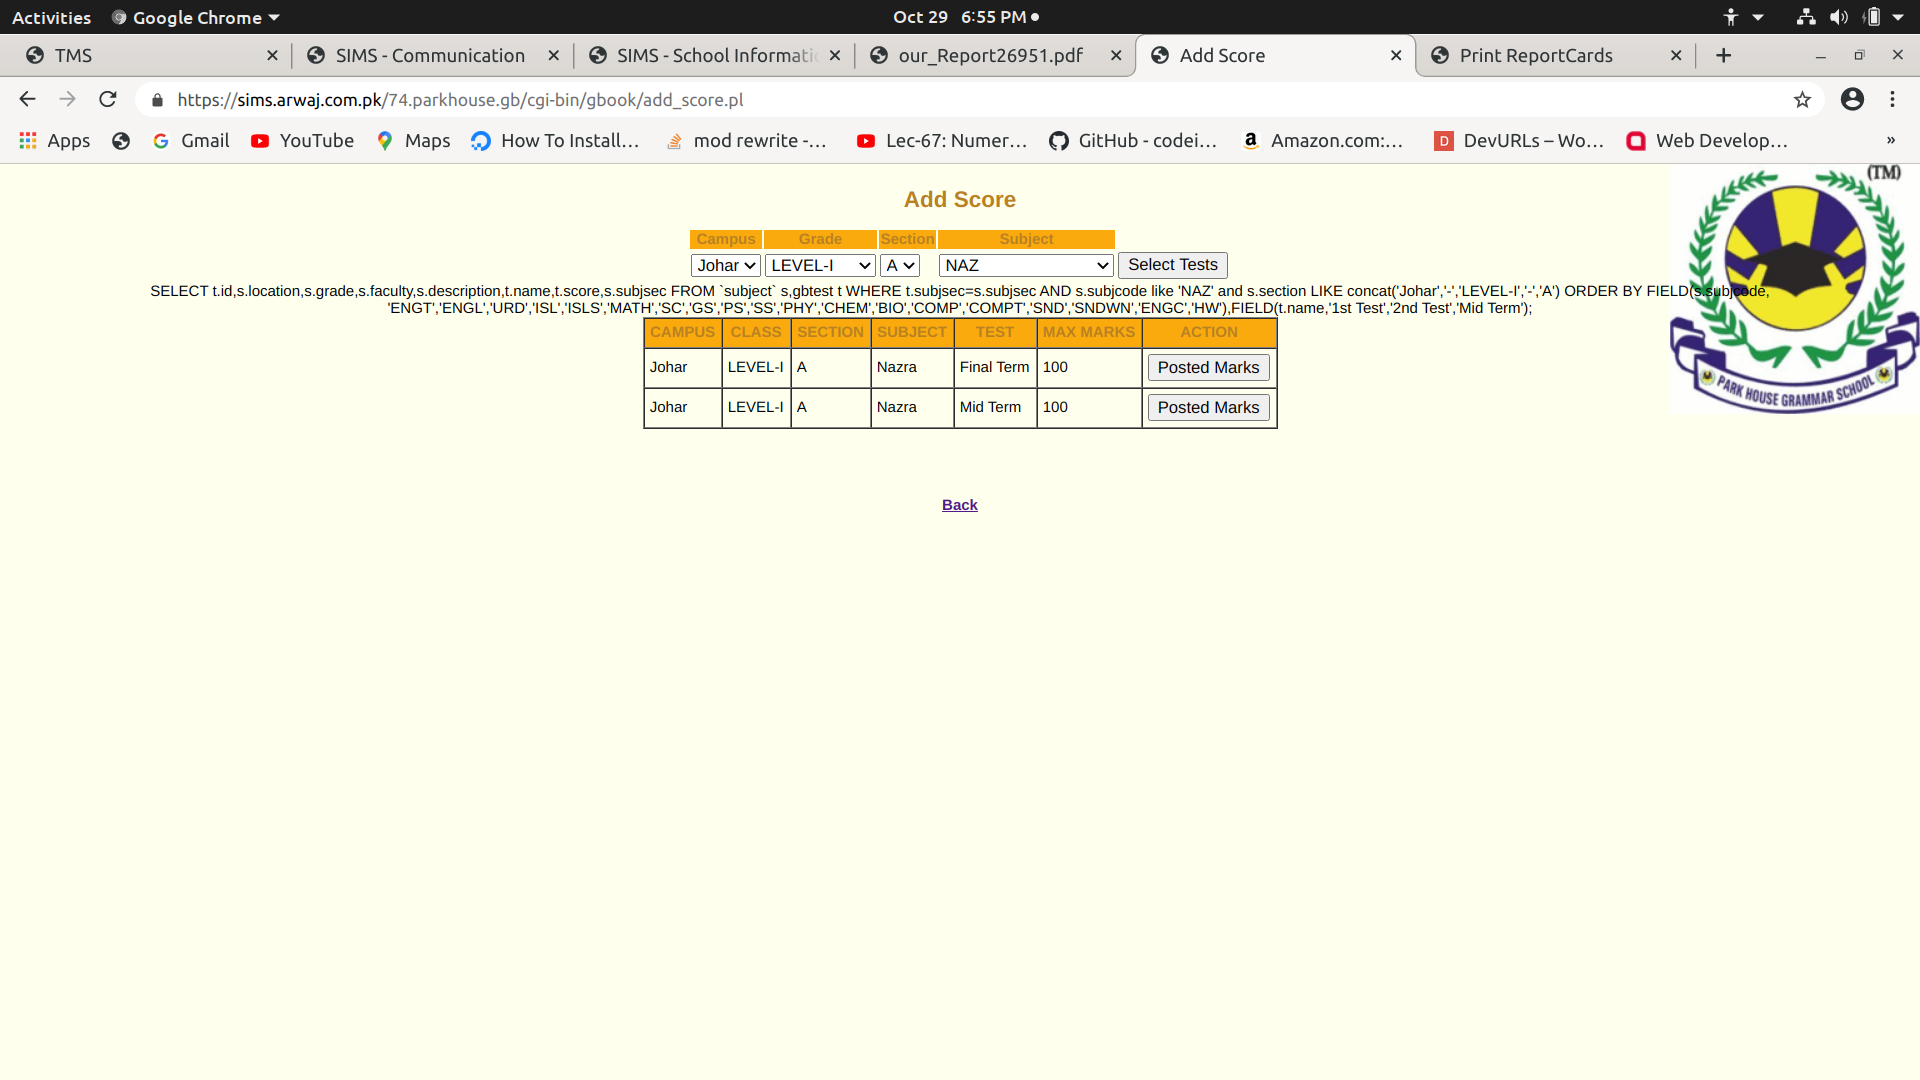 Activities
Google Chrome
Oct 29 6:55 PM
TMS
SIMS - Communication
SIMS - School Informatio
our_Report26951.pdf
Add Score
Print ReportCards
https://sims.arwaj.com.pk/74.parkhouse.gb/cgi-bin/gbook/add_score.pl
Apps
Gmail
YouTube
Maps
How To Install...
mod rewrite -...
Lec-67: Numer...
GitHub - codei...
Amazon.com:...
DevURLs – Wo...
Web Develop...
»
(TM)
Add Score
Campus Grade Section Subject
Johar LEVEL-I A NAZ Select Tests
SELECT t.id,s.location,s.grade,s.faculty,s.description,t.name,t.score,s.subjsec FROM `subject` s,gbtest t WHERE t.subjsec=s.subjsec AND s.subjcode like 'NAZ' and s.section LIKE concat('Johar','-','LEVEL-I','-','A') ORDER BY FIELD(s.subjcode,
'ENGT','ENGL','URD','ISL','ISLS','MATH','SC','GS','PS','SS','PHY','CHEM','BIO','COMP','COMPT','SND','SNDWN','ENGC','HW'),FIELD(t.name,'1st Test','2nd Test','Mid Term');
CAMPUS CLASS SECTION SUBJECT TEST MAX MARKS ACTION
Johar LEVEL-I A Nazra Final Term 100 Posted Marks
Johar LEVEL-I A Nazra Mid Term 100 Posted Marks
PARK HOUSE GRAMMAR SCHOOL
Back